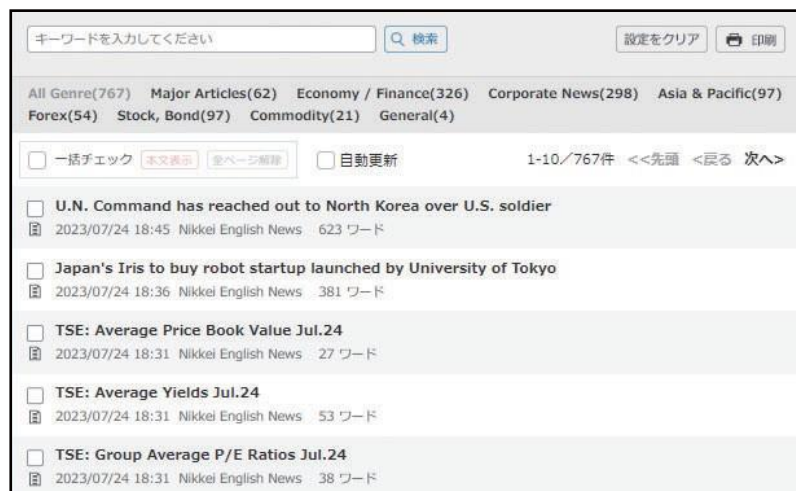 キーワードを入力してください 検索 設定をクリア 印刷
All Genre(767) Major Articles(62) Economy / Finance(326) Corporate News(298) Asia & Pacific(97)
Forex(54) Stock, Bond(97) Commodity(21) General(4)
一括チェック 本文表示 全ページ解除 自動更新 1-10／767件 <<先頭 <戻る 次へ>
U.N. Command has reached out to North Korea over U.S. soldier
2023/07/24 18:45 Nikkei English News 623 ワード
Japan's Iris to buy robot startup launched by University of Tokyo
2023/07/24 18:36 Nikkei English News 381 ワード
TSE: Average Price Book Value Jul.24
2023/07/24 18:31 Nikkei English News 27 ワード
TSE: Average Yields Jul.24
2023/07/24 18:31 Nikkei English News 53 ワード
TSE: Group Average P/E Ratios Jul.24
2023/07/24 18:31 Nikkei English News 38 ワード